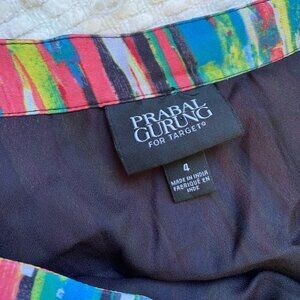 PRABAL
GURUNG
FOR TARGET®
4
MADE IN INDIA
FABRIQUÉ EN
INDE